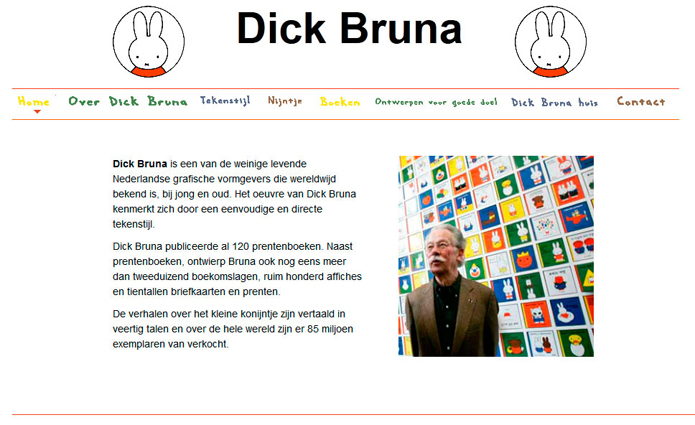 Dick Bruna
Home Over Dick Bruna Tekenstijl Nijntje Boeken Ontwerpen voor goede doel Dick Bruna huis Contact
Dick Bruna is een van de weinige levende
Nederlandse grafische vormgevers die wereldwijd
bekend is, bij jong en oud. Het oeuvre van Dick Bruna
kenmerkt zich door een eenvoudige en directe
tekenstijl.
Dick Bruna publiceerde al 120 prentenboeken. Naast
prentenboeken, ontwierp Bruna ook nog eens meer
dan tweeduizend boekomslagen, ruim honderd affiches
en tientallen briefkaarten en prenten.
De verhalen over het kleine konijntje zijn vertaald in
veertig talen en over de hele wereld zijn er 85 miljoen
exemplaren van verkocht.